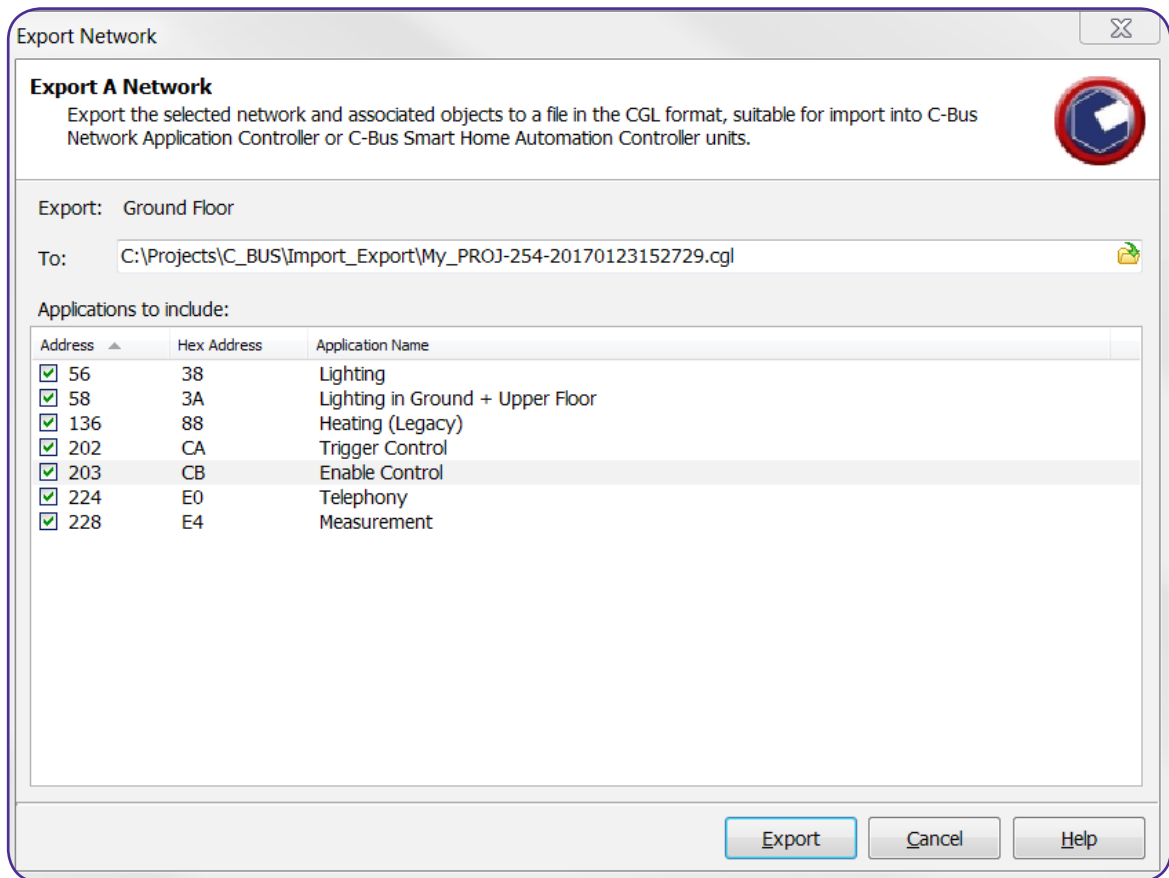 Export Network
Export A Network
Export the selected network and associated objects to a file in the CGL format, suitable for import into C-Bus
Network Application Controller or C-Bus Smart Home Automation Controller units.
Export: Ground Floor
To: C:\Projects\C_BUS\Import_Export\My_PROJ-254-20170123152729.cgl
Applications to include:
Address Hex Address Application Name
56 38 Lighting
58 3A Lighting in Ground + Upper Floor
136 88 Heating (Legacy)
202 CA Trigger Control
203 CB Enable Control
224 E0 Telephony
228 E4 Measurement
Export Cancel Help